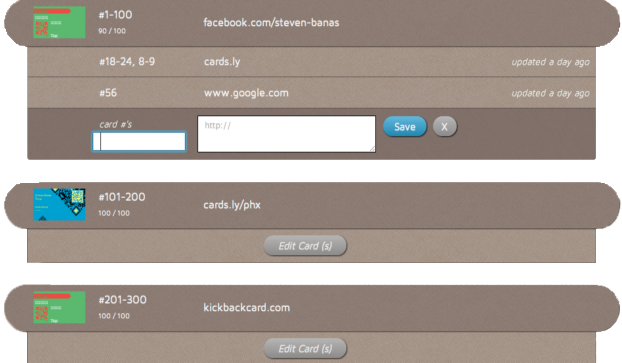 #1-100
90 / 100
facebook.com/steven-banas
#18-24, 8-9 cards.ly updated a day ago
#56 www.google.com updated a day ago
card #'s
http://
Save X
#101-200
100 / 100
cards.ly/phx
Edit Card (s)
#201-300
100 / 100
kickbackcard.com
Edit Card (s)